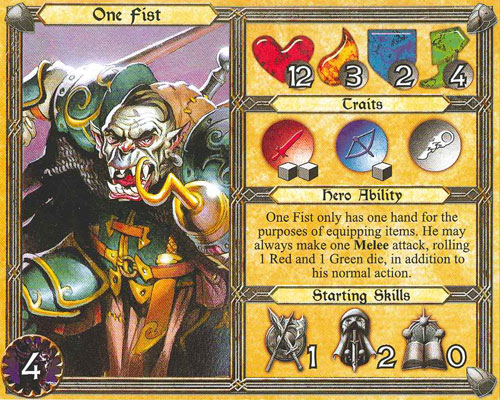 One Fist
12 3 2 4
Traits
Hero Ability
One Fist only has one hand for the
purposes of equipping items. He may
always make one Melee attack, rolling
1 Red and 1 Green die, in addition to
his normal action.
Starting Skills
1 2 0
4